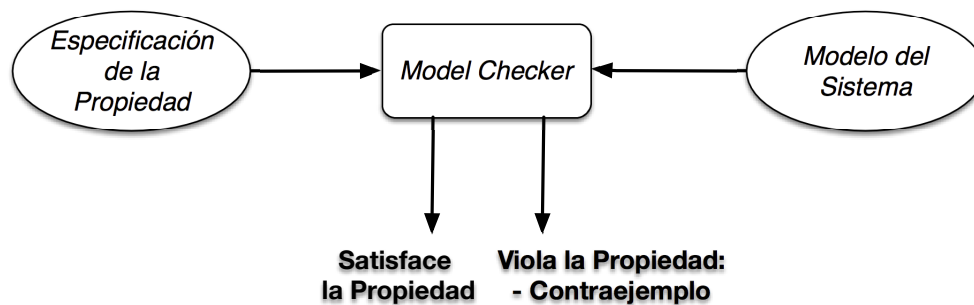 Especificación
de la
Propiedad
Model Checker
Modelo del
Sistema
Satisface
la Propiedad
Viola la Propiedad:
- Contraejemplo